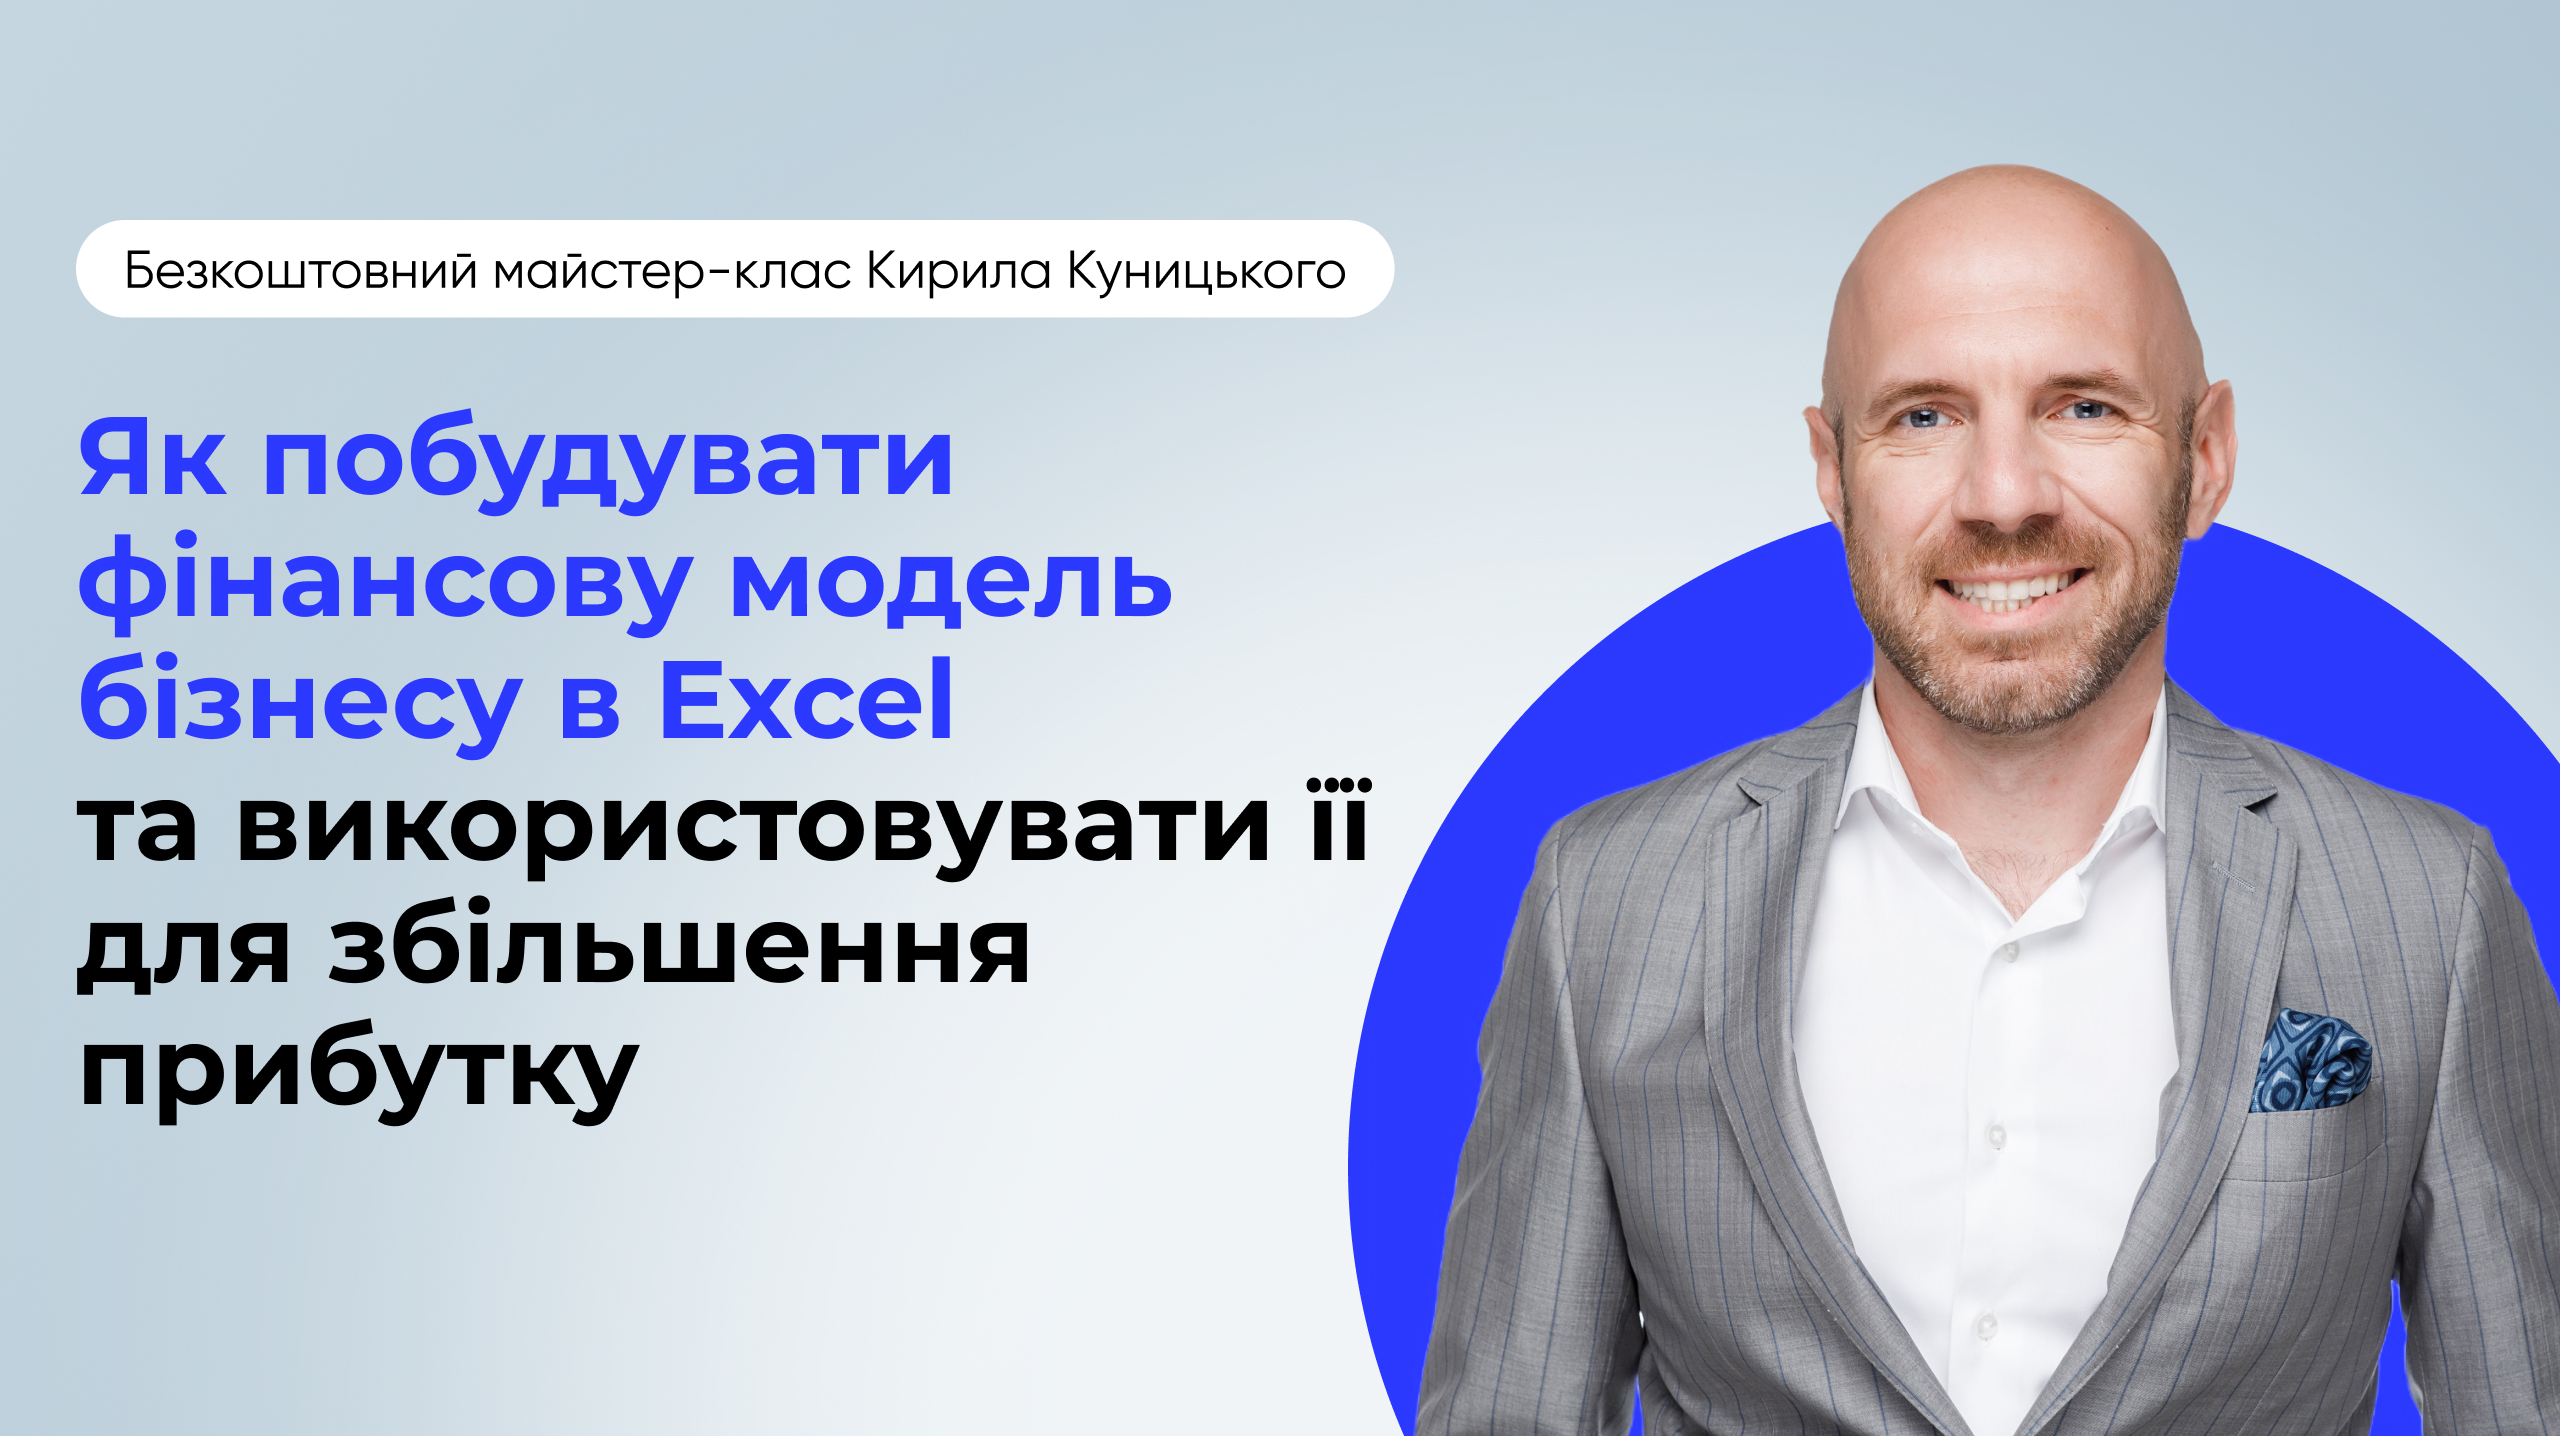 Безкоштовний майстер-клас Кирила Куницького
Як побудувати
фінансову модель
бізнесу в Excel
та використовувати її
для збільшення
прибутку